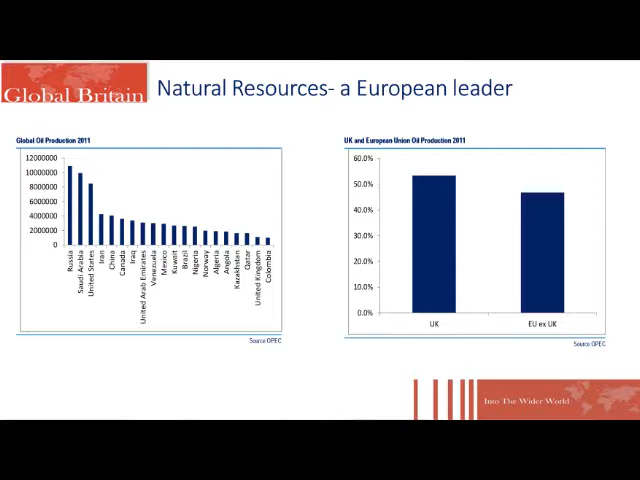 Global Britain
Natural Resources- a European leader
Global Oil Production 2011
12000000
10000000
8000000
6000000
4000000
2000000
0
Russia
Saudi Arabia
United States
Iran
China
Canada
Iraq
United Arab Emirates
Venezuela
Mexico
Kuwait
Brazil
Nigeria
Norway
Algeria
Angola
Kazakhstan
Qatar
United Kingdom
Colombia
Source OPEC
UK and European Union Oil Production 2011
60.0%
50.0%
40.0%
30.0%
20.0%
10.0%
0.0%
UK
EU ex UK
Source OPEC
Into The Wider World